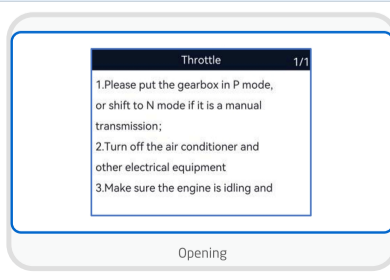 Throttle 1/1
1.Please put the gearbox in P mode,
or shift to N mode if it is a manual
transmission;
2.Turn off the air conditioner and
other electrical equipment
3.Make sure the engine is idling and
Opening